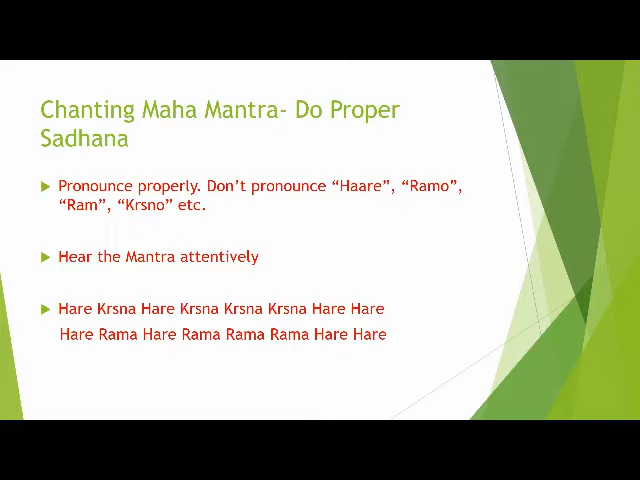 Chanting Maha Mantra- Do Proper
Sadhana
Pronounce properly. Don't pronounce "Haare", "Ramo",
"Ram", "Krsno" etc.
Hear the Mantra attentively
Hare Krsna Hare Krsna Krsna Krsna Hare Hare
Hare Rama Hare Rama Rama Rama Hare Hare